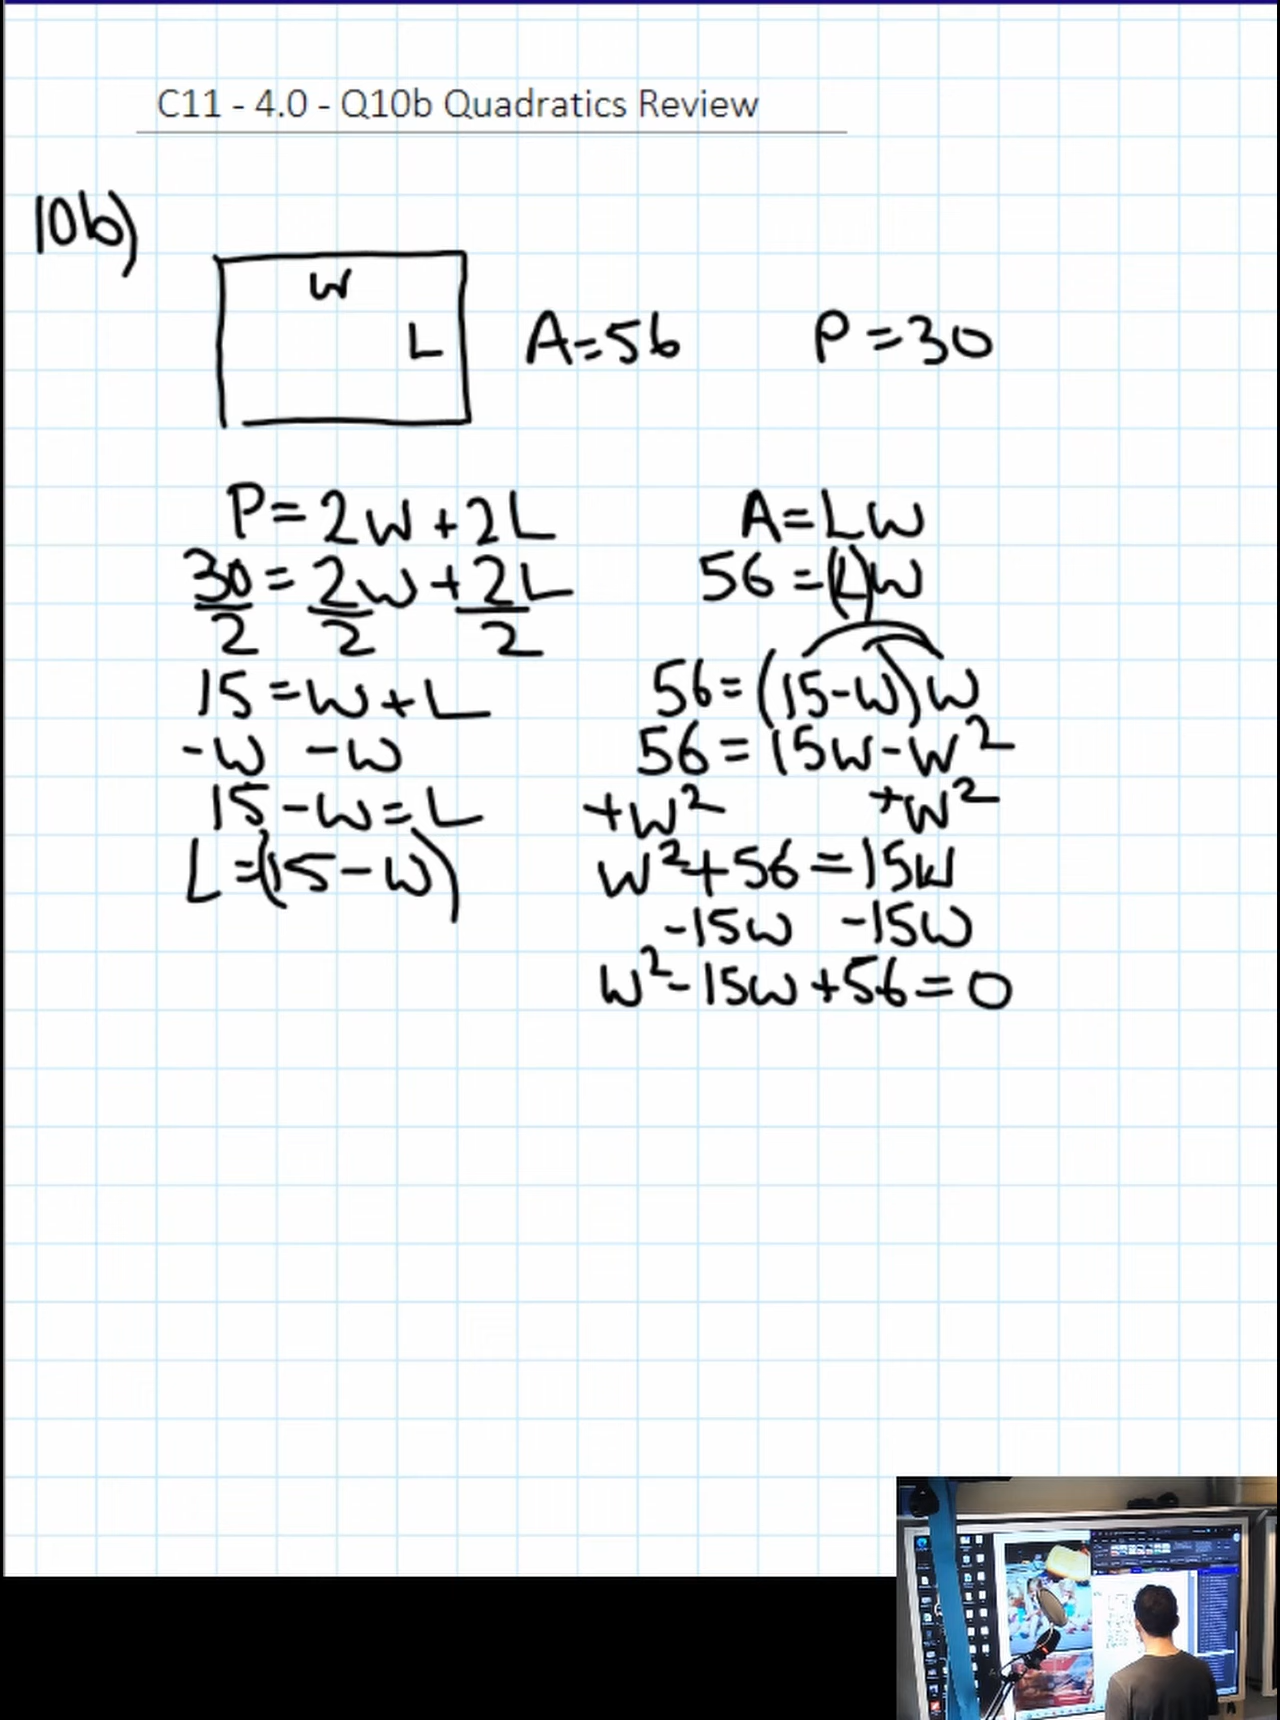 C11 - 4.0 - Q10b Quadratics Review
10b)
W
L
A=56
P=30
P=2W+2L
30/2=2W/2+2L/2
15=W+L
-W -W
15-W=L
L=(15-W)
A=LW
56=(L)W
56=(15-W)W
56=15W-W²
+W² +W²
W²+56=15W
-15W -15W
W²-15W+56=0